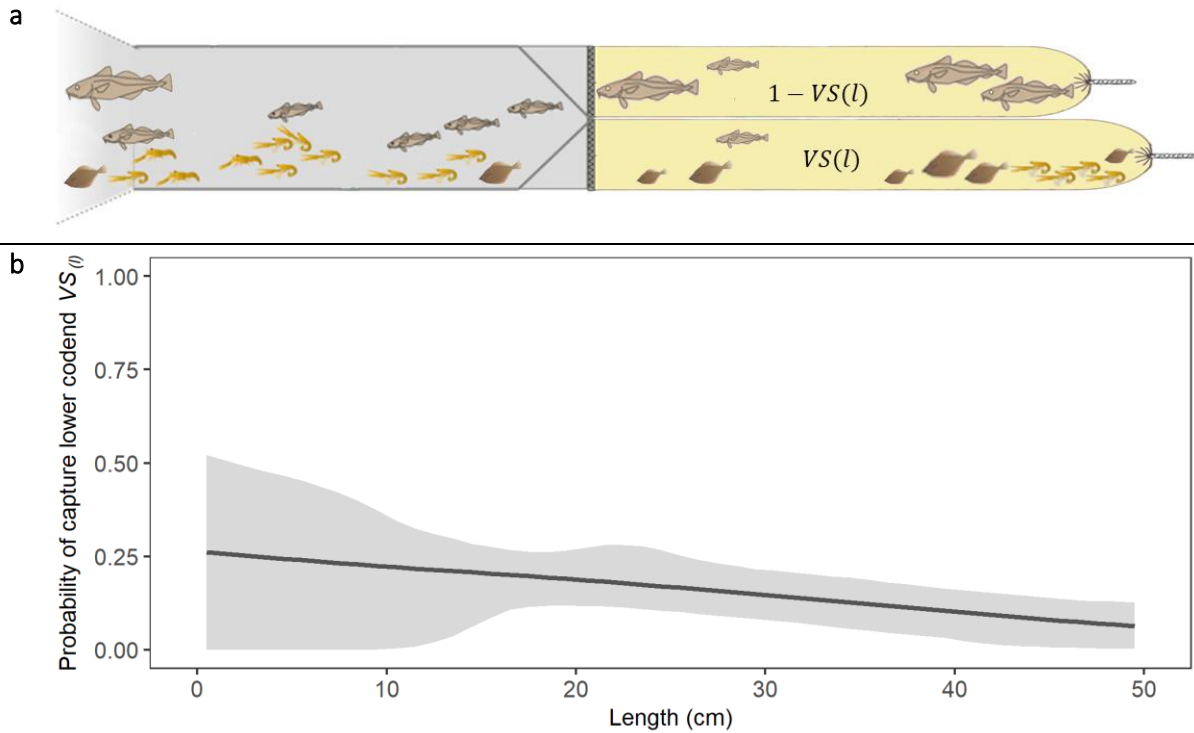 a
1 − VS(l)
VS(l)
b
Probability of capture lower codend VS(l)
1.00
0.75
0.50
0.25
0.00
0
10
20
30
40
50
Length (cm)